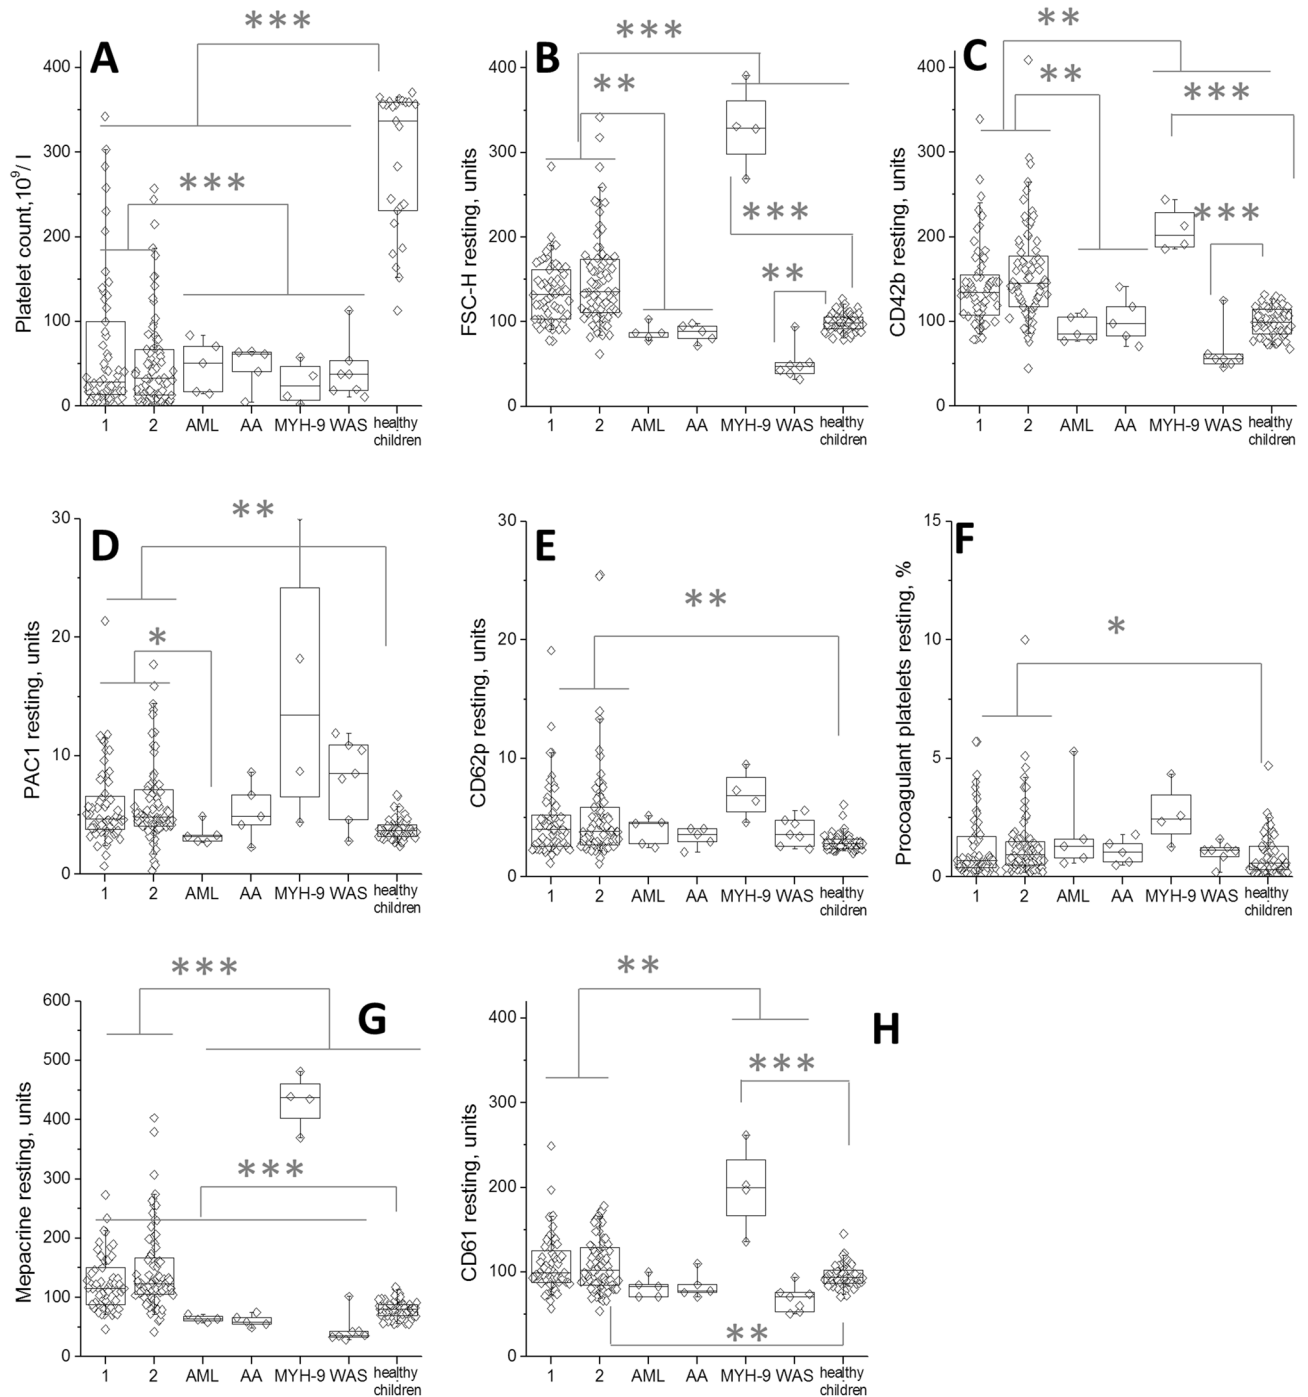 ***
**
***
A
B
C
Platelet count,10⁹/ l
400
300
200
100
0
***
1
2
AML
AA
MYH-9
WAS
healthy
children
FSC-H resting, units
400
300
200
100
0
**
***
**
1
2
AML
AA
MYH-9
WAS
healthy
children
CD42b resting, units
400
300
200
100
0
**
***
***
1
2
AML
AA
MYH-9
WAS
healthy
children
D
PAC1 resting, units
30
20
10
0
**
*
1
2
AML
AA
MYH-9
WAS
healthy
children
E
CD62p resting, units
30
20
10
0
**
1
2
AML
AA
MYH-9
WAS
healthy
children
F
Procoagulant platelets resting, %
15
10
5
0
*
1
2
AML
AA
MYH-9
WAS
healthy
children
G
Mepacrine resting, units
600
500
400
300
200
100
0
***
***
1
2
AML
AA
MYH-9
WAS
healthy
children
H
CD61 resting, units
400
300
200
100
0
**
***
**
1
2
AML
AA
MYH-9
WAS
healthy
children